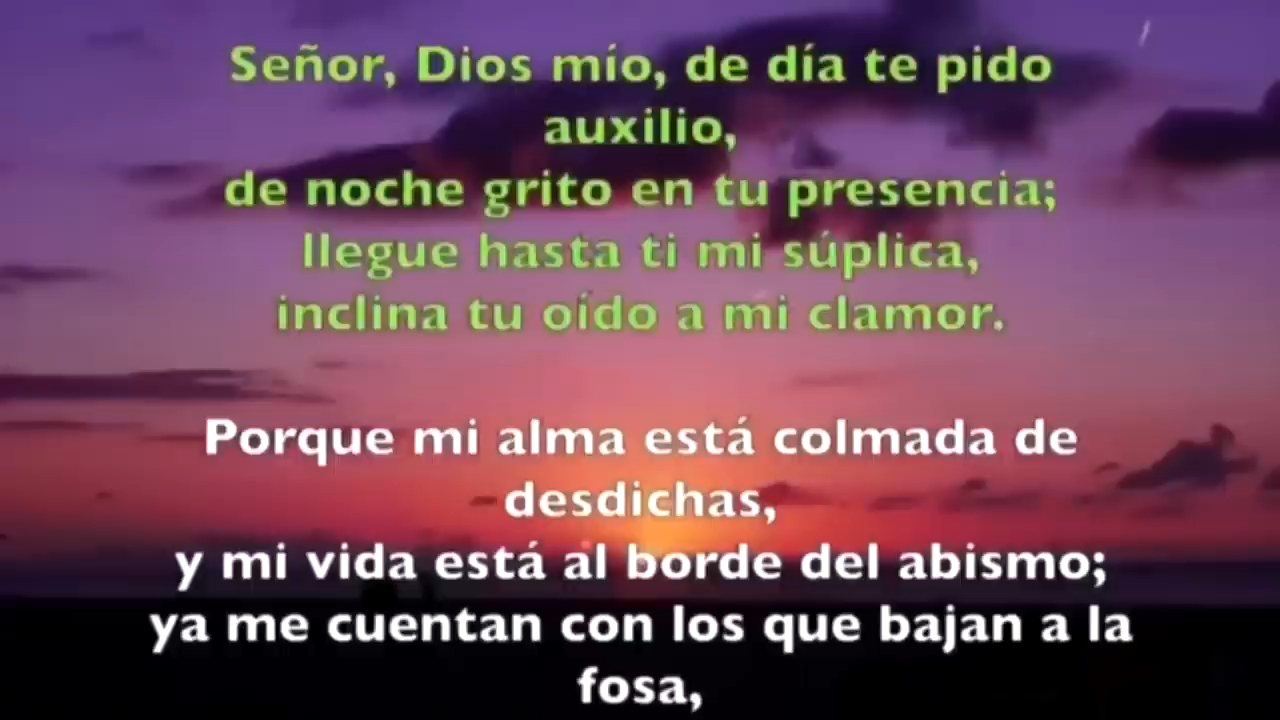 Señor, Dios mío, de día te pido
auxilio,
de noche grito en tu presencia;
llegue hasta ti mi súplica,
inclina tu oído a mi clamor.
Porque mi alma está colmada de
desdichas,
y mi vida está al borde del abismo;
ya me cuentan con los que bajan a la
fosa,